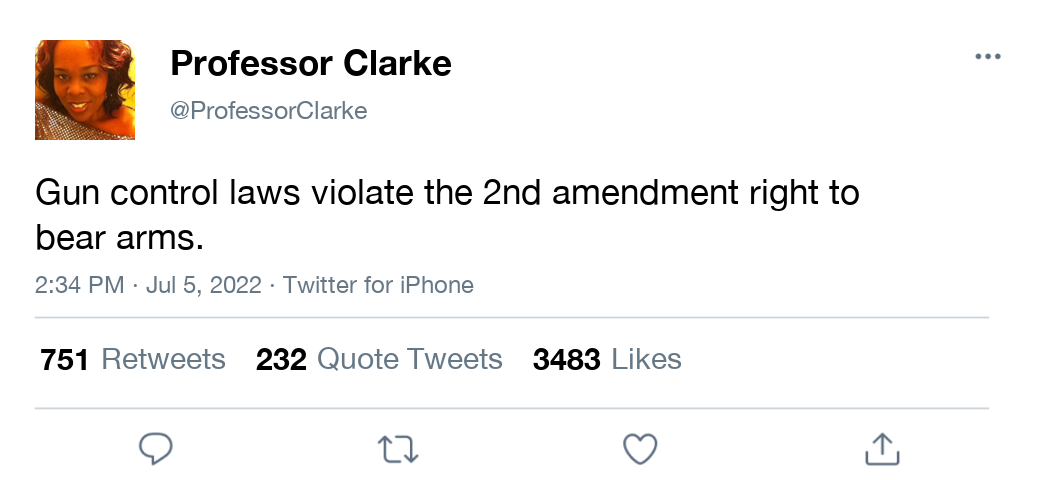 Professor Clarke
@ProfessorClarke
Gun control laws violate the 2nd amendment right to
bear arms.
2:34 PM · Jul 5, 2022 · Twitter for iPhone
751 Retweets 232 Quote Tweets 3483 Likes